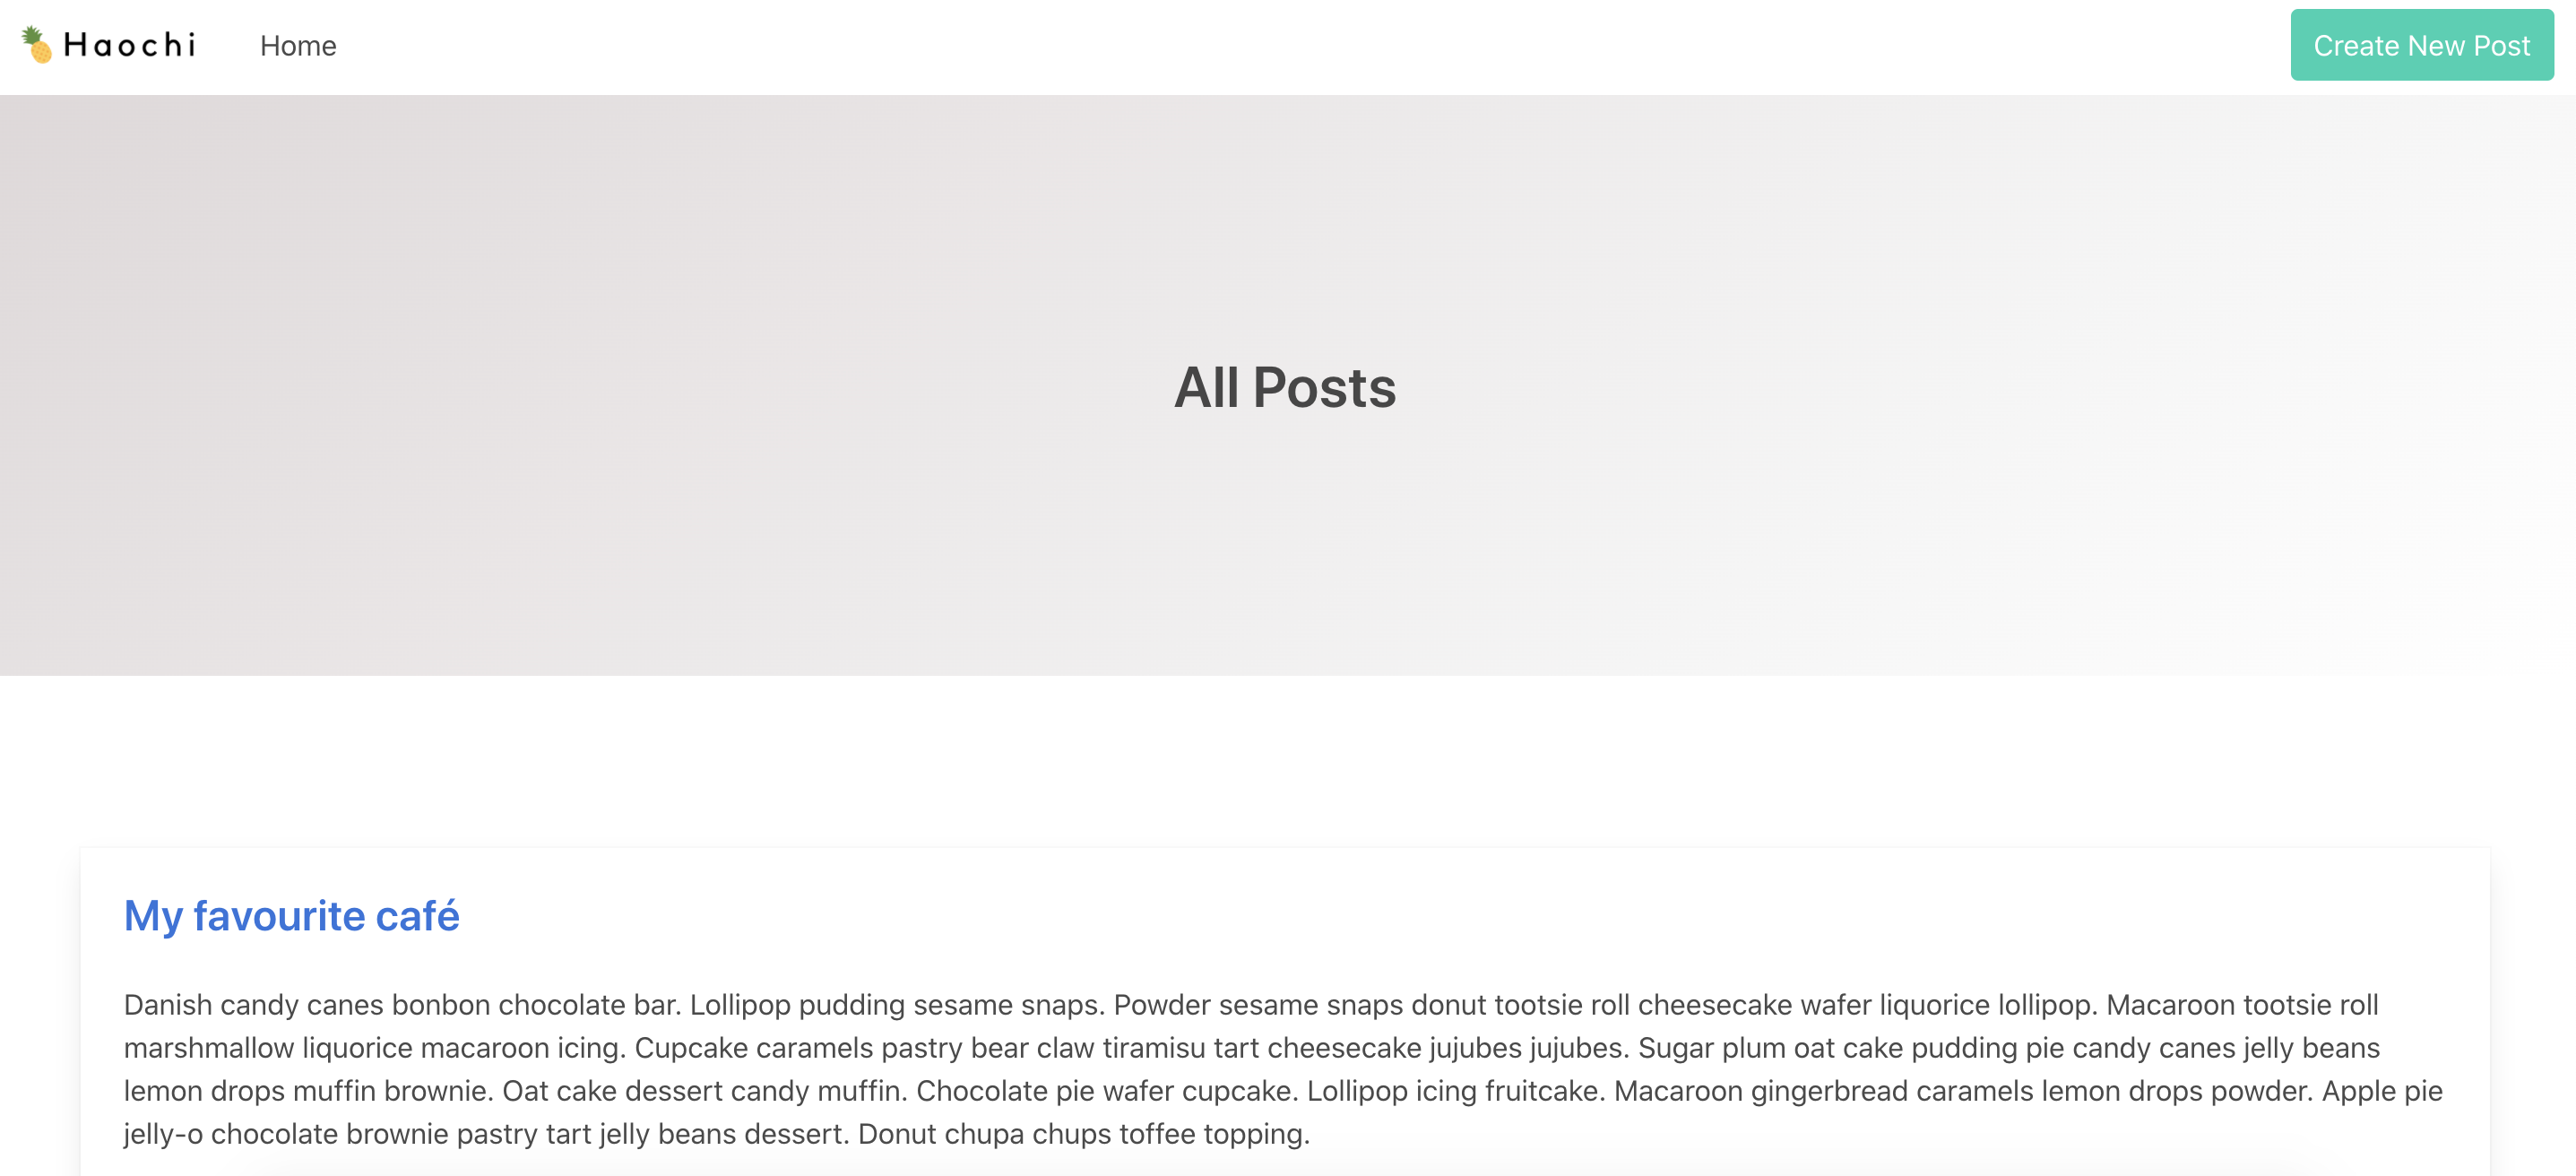 Haochi
Home
Create New Post
All Posts
My favourite café
Danish candy canes bonbon chocolate bar. Lollipop pudding sesame snaps. Powder sesame snaps donut tootsie roll cheesecake wafer liquorice lollipop. Macaroon tootsie roll
marshmallow liquorice macaroon icing. Cupcake caramels pastry bear claw tiramisu tart cheesecake jujubes jujubes. Sugar plum oat cake pudding pie candy canes jelly beans
lemon drops muffin brownie. Oat cake dessert candy muffin. Chocolate pie wafer cupcake. Lollipop icing fruitcake. Macaroon gingerbread caramels lemon drops powder. Apple pie
jelly-o chocolate brownie pastry tart jelly beans dessert. Donut chupa chups toffee topping.